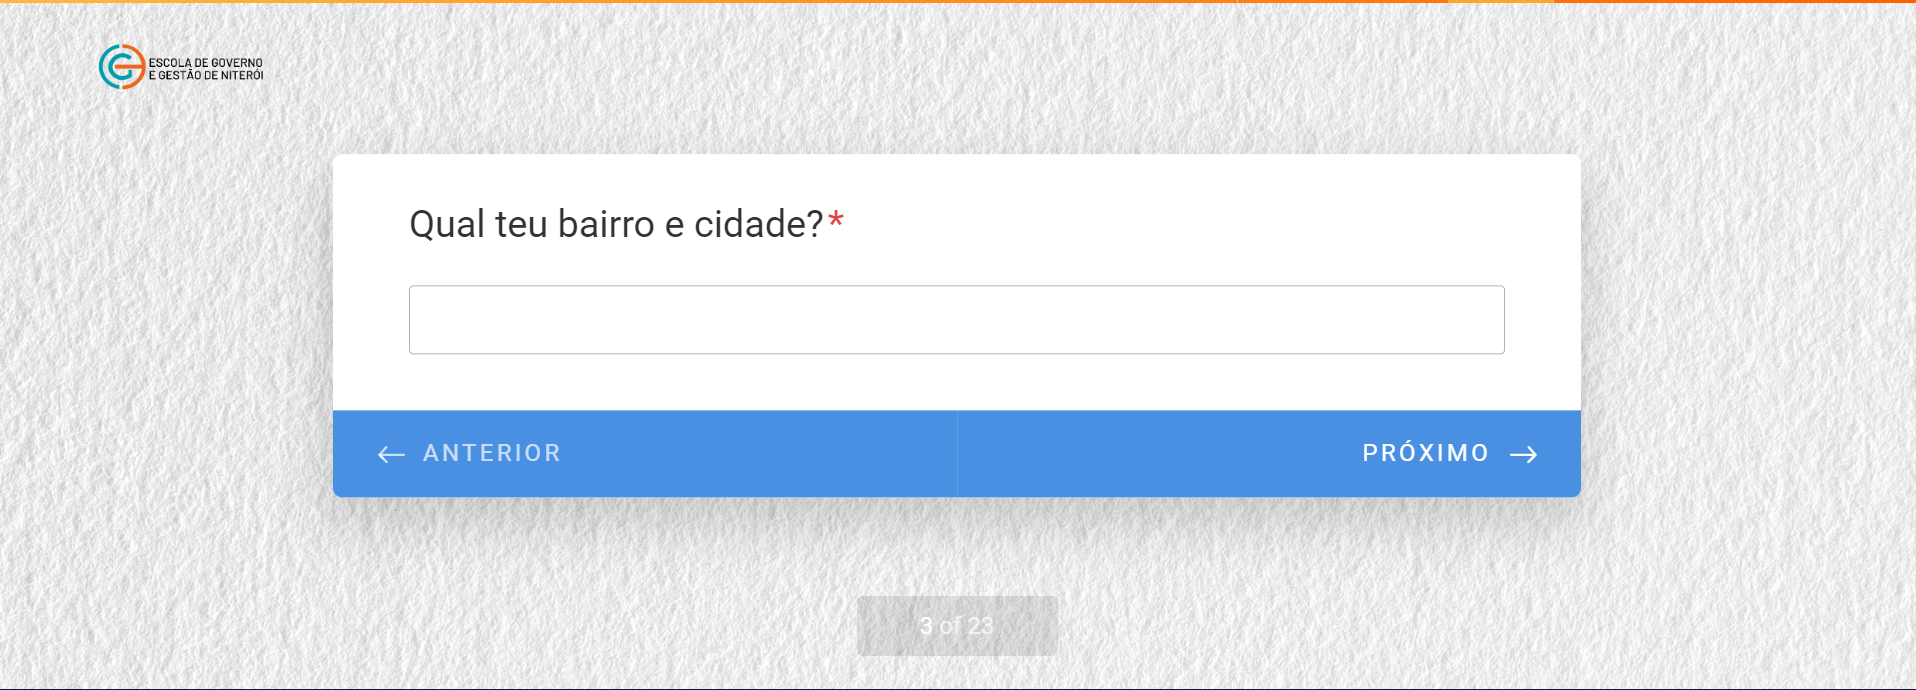 ESCOLA DE GOVERNO
E GESTÃO DE NITERÓI
Qual teu bairro e cidade?*
ANTERIOR
PRÓXIMO
3 of 23